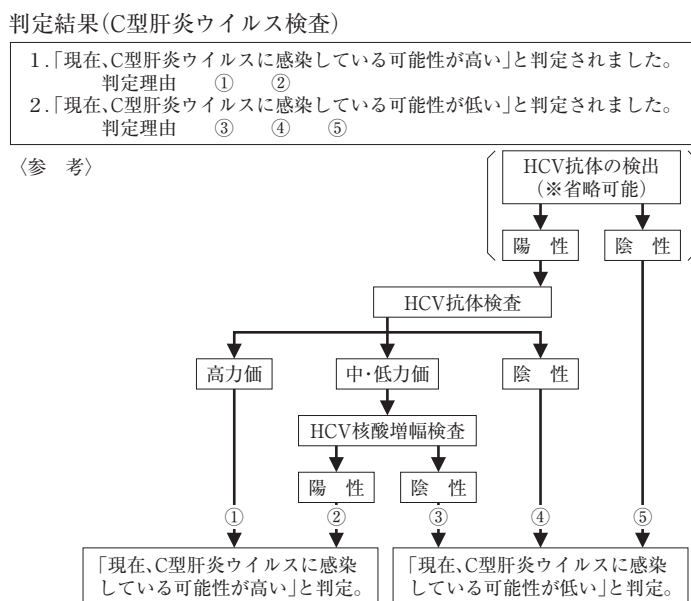 判定結果(C型肝炎ウイルス検査)
1.「現在、C型肝炎ウイルスに感染している可能性が高い」と判定されました。
判定理由 ① ②
2.「現在、C型肝炎ウイルスに感染している可能性が低い」と判定されました。
判定理由 ③ ④ ⑤
〈参 考〉
HCV抗体の検出
(※省略可能)
陽 性 陰 性
HCV抗体検査
高力価 中・低力価 陰 性
HCV核酸増幅検査
陽 性 陰 性
① ② ③ ④ ⑤
「現在、C型肝炎ウイルスに感染
している可能性が高い」と判定。
「現在、C型肝炎ウイルスに感染
している可能性が低い」と判定。